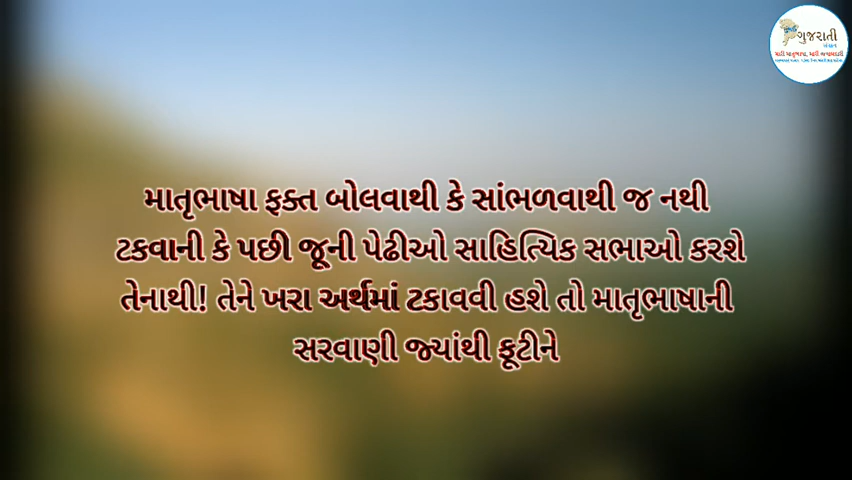 ગુજરાતી
માતૃભાષા ફક્ત બોલવાથી કે સાંભળવાથી જ નથી
ટકવાની કે પછી જૂની પેઢીઓ સાહિત્યિક સભાઓ કરશે
તેનાથી! તેને ખરા અર્થમાં ટકાવવી હશે તો માતૃભાષાની
સરવાણી જ્યાંથી ફૂટીને